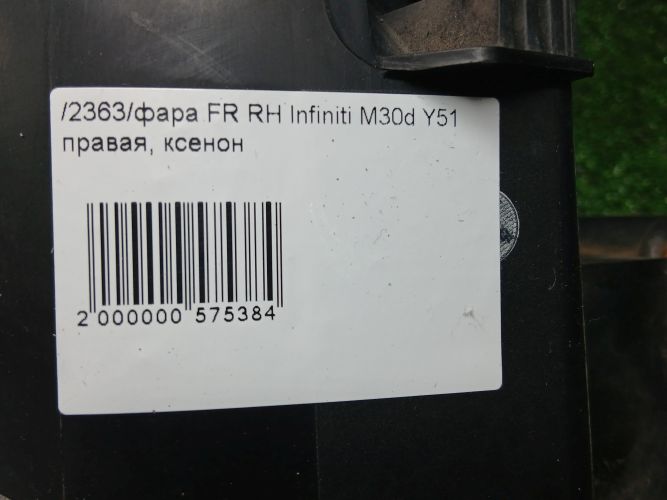 /2363/фара FR RH Infiniti M30d Y51
правая, ксенон
2 000000 575384